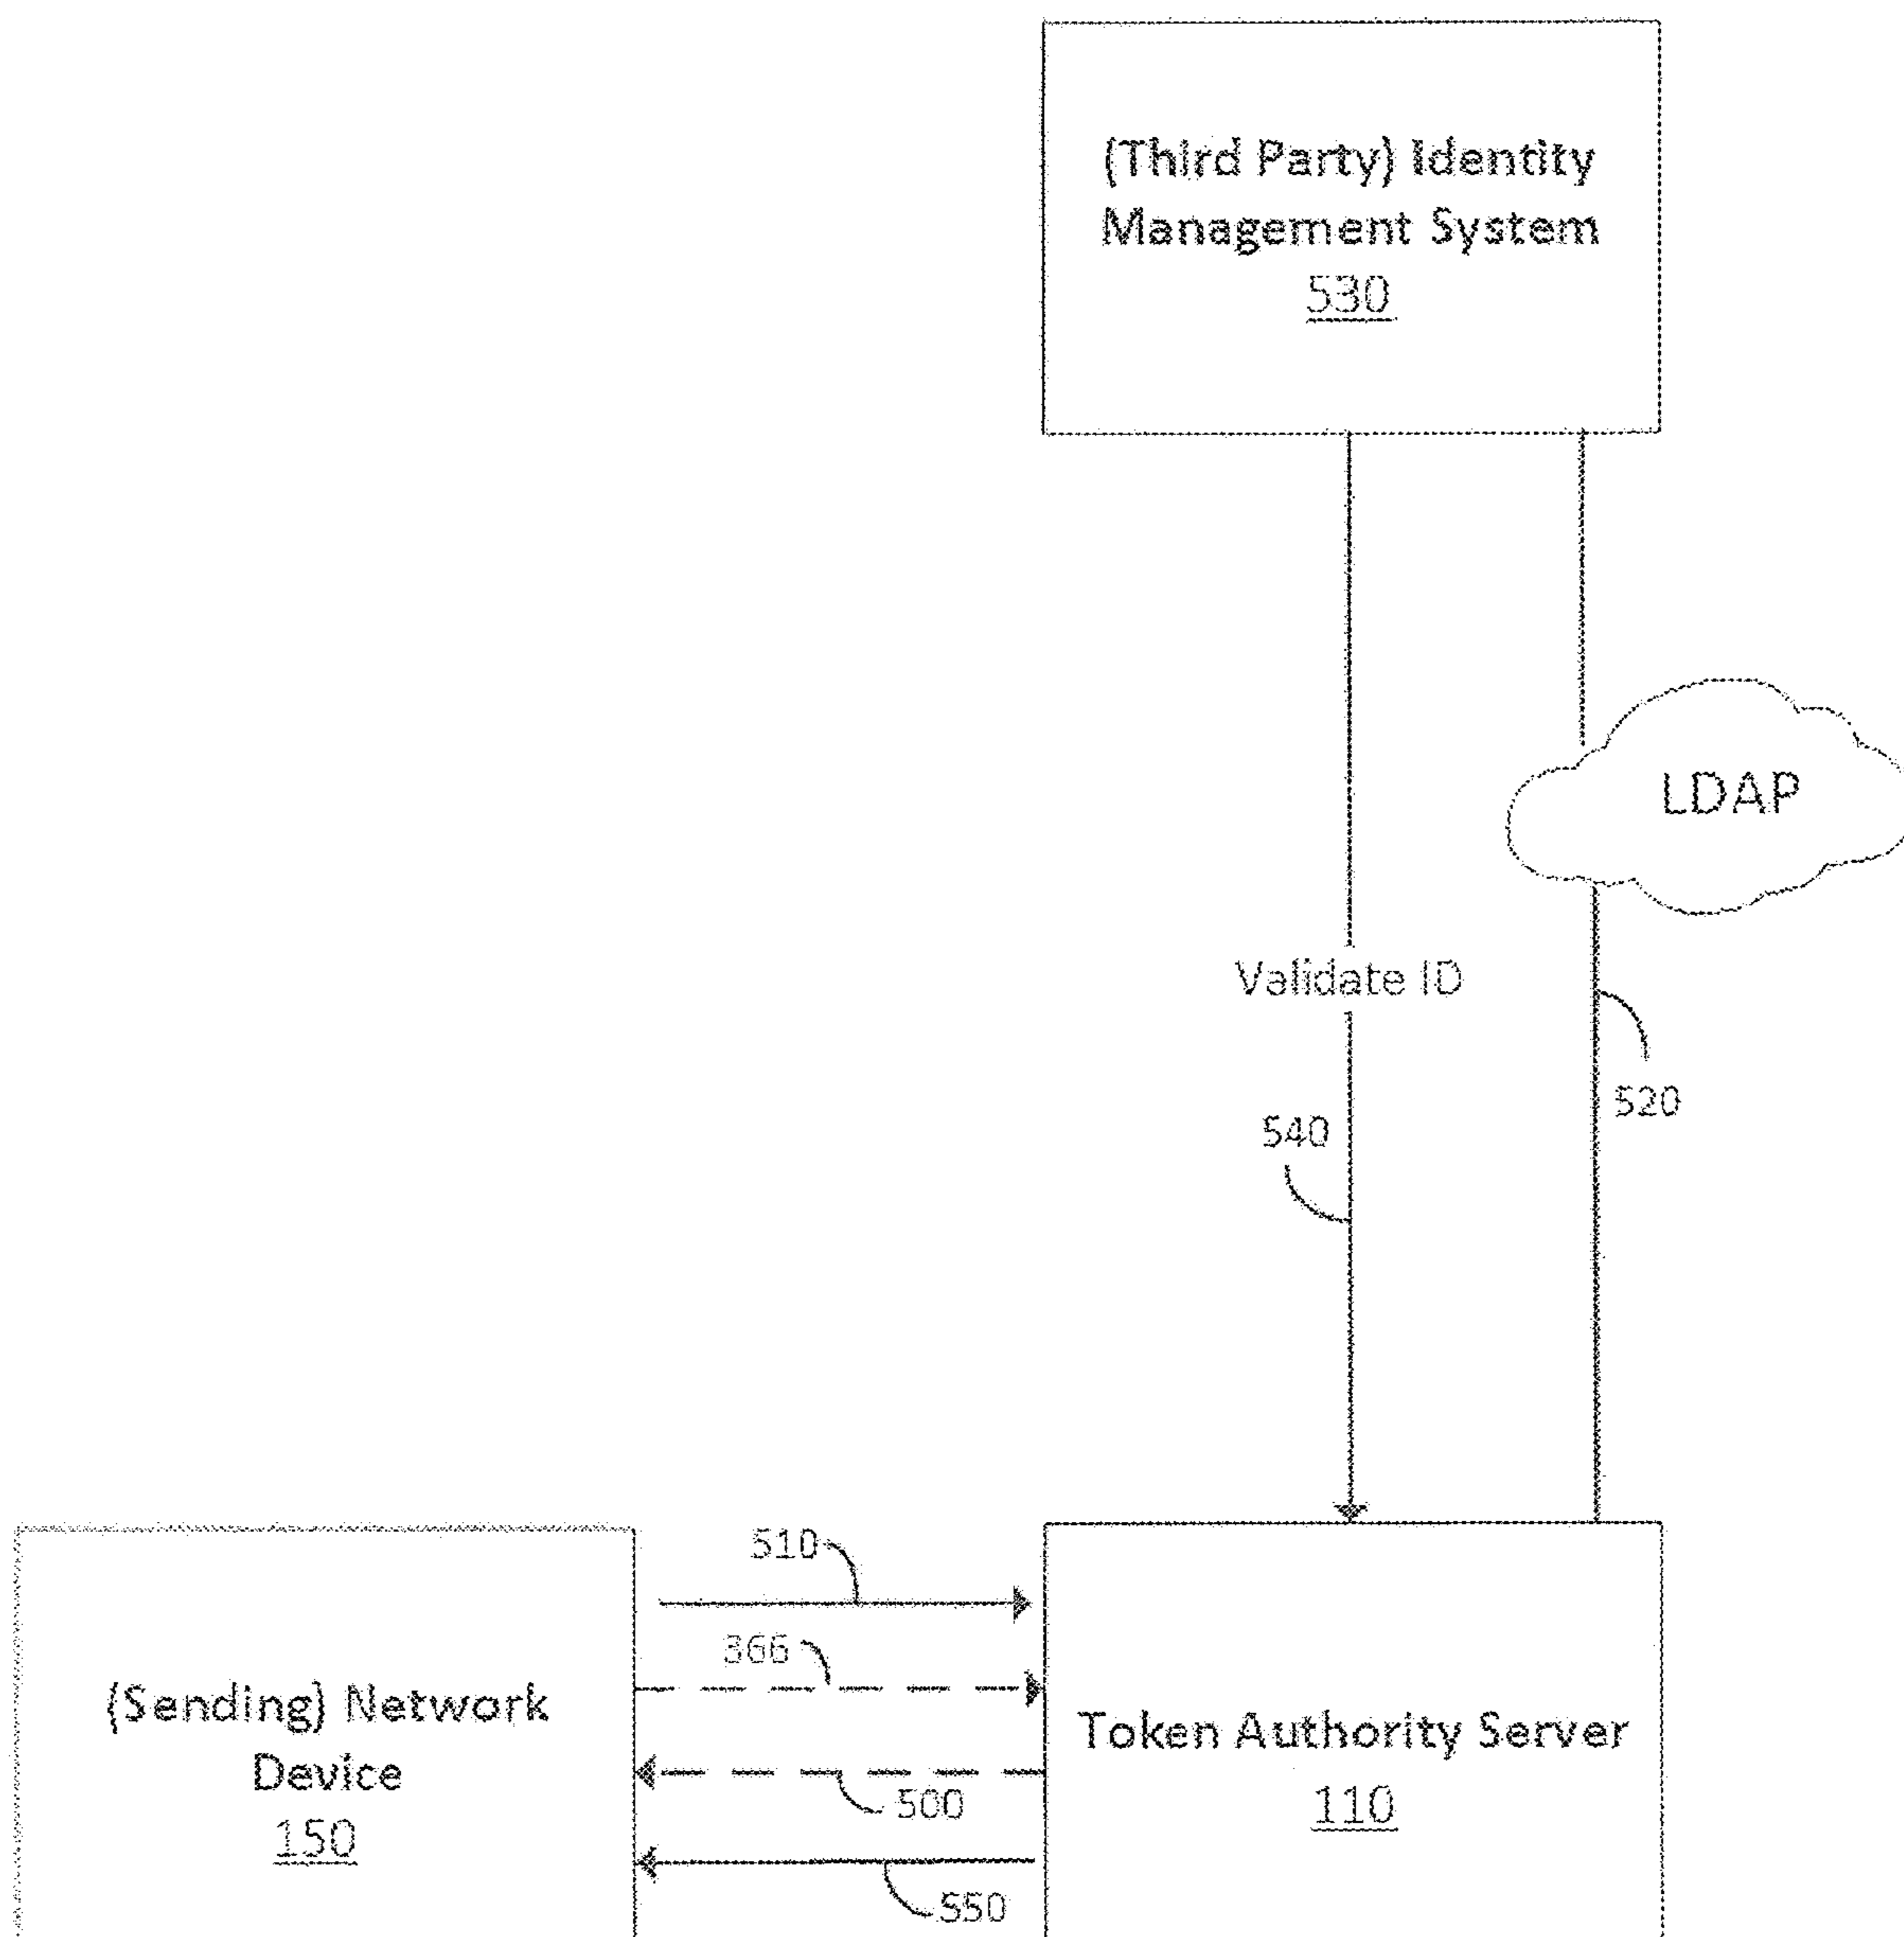 (Third Party) Identity
Management System
530
LDAP
Validate ID
520
540
510
366
(Sending) Network
Device
150
Token Authority Server
110
500
550